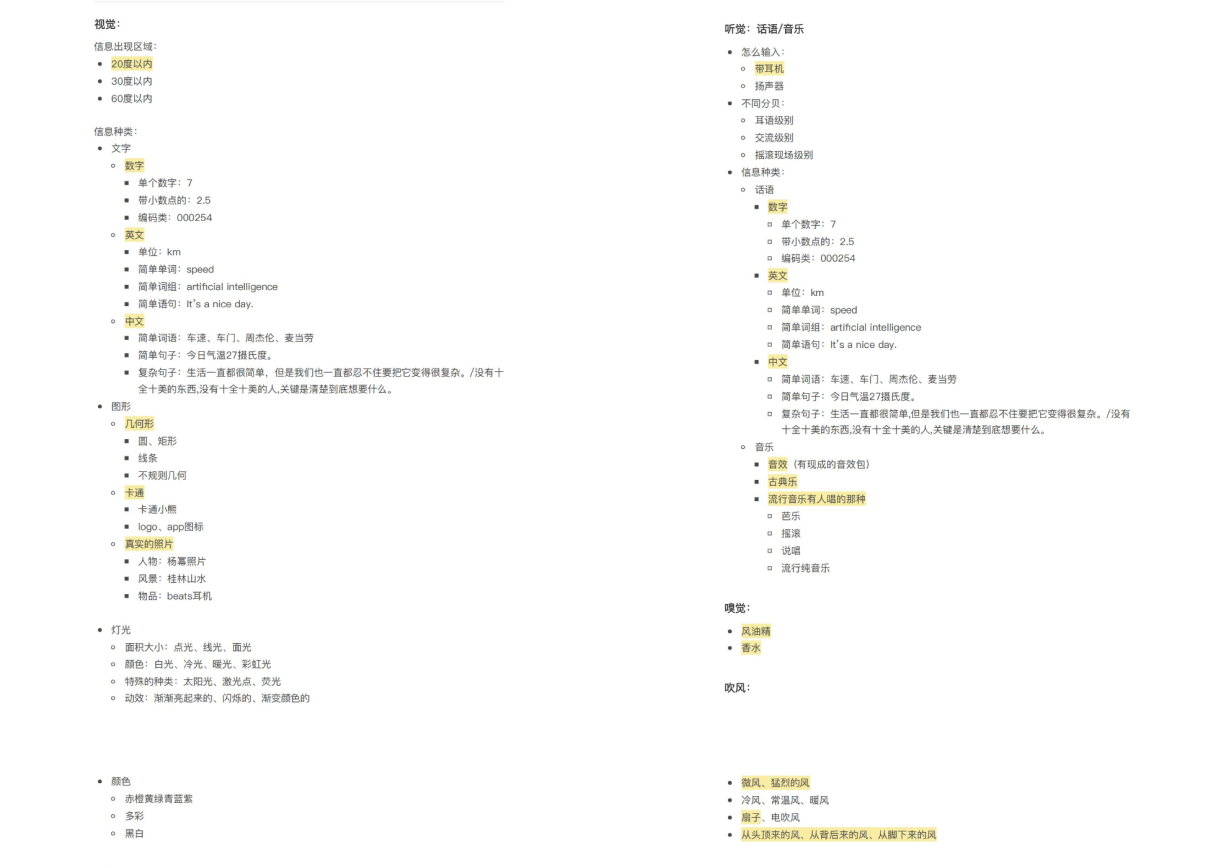 视觉：
信息出现区域：
20度以内
30度以内
60度以内
信息种类：
文字
数字
单个数字：7
带小数点的：2.5
编码类：000254
英文
单位：km
简单单词：speed
简单词组：artificial intelligence
简单语句：It's a nice day.
中文
简单词语：车速、车门、周杰伦、麦当劳
简单句子：今日气温27摄氏度。
复杂句子：生活一直都很简单，但是我们也一直都忍不住要把它变得很复杂。/没有十
全十美的东西,没有十全十美的人,关键是清楚到底想要什么。
图形
几何形
圆、矩形
线条
不规则几何
卡通
卡通小熊
logo、app图标
真实的照片
人物：杨幂照片
风景：桂林山水
物品：beats耳机
灯光
面积大小：点光、线光、面光
颜色：白光、冷光、暖光、彩虹光
特殊的种类：太阳光、激光点、荧光
动效：渐渐亮起来的、闪烁的、渐变颜色的
颜色
赤橙黄绿青蓝紫
多彩
黑白
听觉：话语/音乐
怎么输入：
带耳机
扬声器
不同分贝：
耳语级别
交流级别
摇滚现场级别
信息种类：
话语
数字
单个数字：7
带小数点的：2.5
编码类：000254
英文
单位：km
简单单词：speed
简单词组：artificial intelligence
简单语句：It's a nice day.
中文
简单词语：车速、车门、周杰伦、麦当劳
简单句子：今日气温27摄氏度。
复杂句子：生活一直都很简单,但是我们也一直都忍不住要把它变得很复杂。/没有
十全十美的东西,没有十全十美的人,关键是清楚到底想要什么。
音乐
音效（有现成的音效包）
古典乐
流行音乐有人唱的那种
芭乐
摇滚
说唱
流行纯音乐
嗅觉：
风油精
香水
吹风：
微风、猛烈的风
冷风、常温风、暖风
扇子、电吹风
从头顶来的风、从背后来的风、从脚下来的风